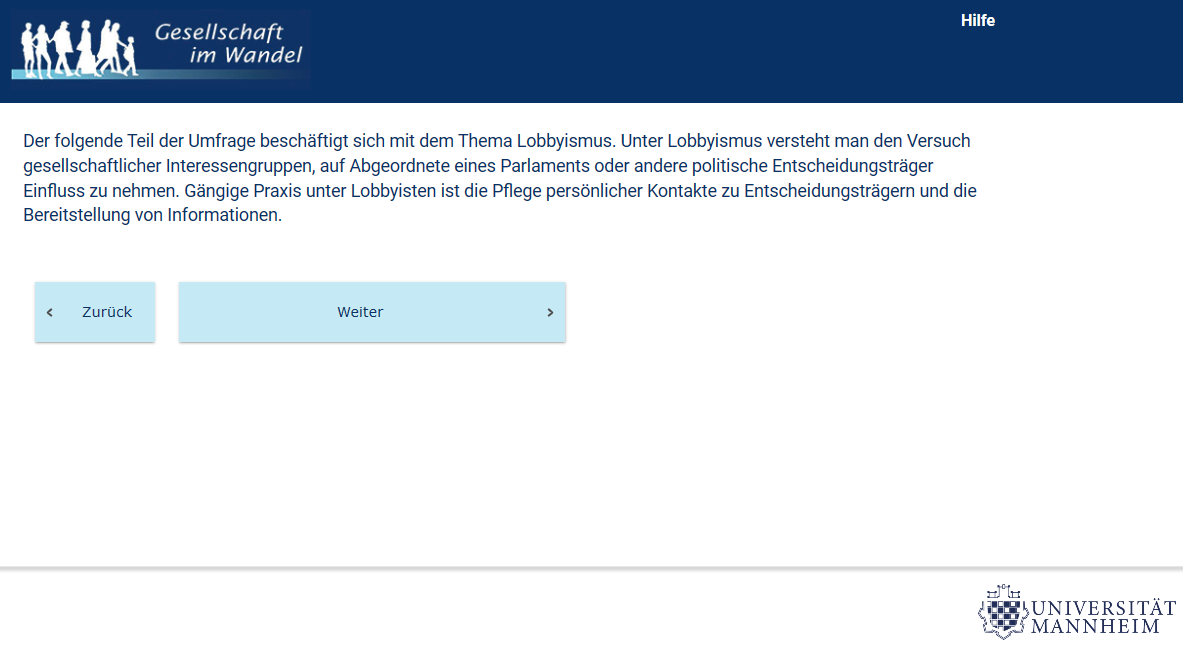 Gesellschaft
im Wandel
Hilfe
Der folgende Teil der Umfrage beschäftigt sich mit dem Thema Lobbyismus. Unter Lobbyismus versteht man den Versuch
gesellschaftlicher Interessengruppen, auf Abgeordnete eines Parlaments oder andere politische Entscheidungsträger
Einfluss zu nehmen. Gängige Praxis unter Lobbyisten ist die Pflege persönlicher Kontakte zu Entscheidungsträgern und die
Bereitstellung von Informationen.
Zurück
Weiter
UNIVERSITÄT
MANNHEIM